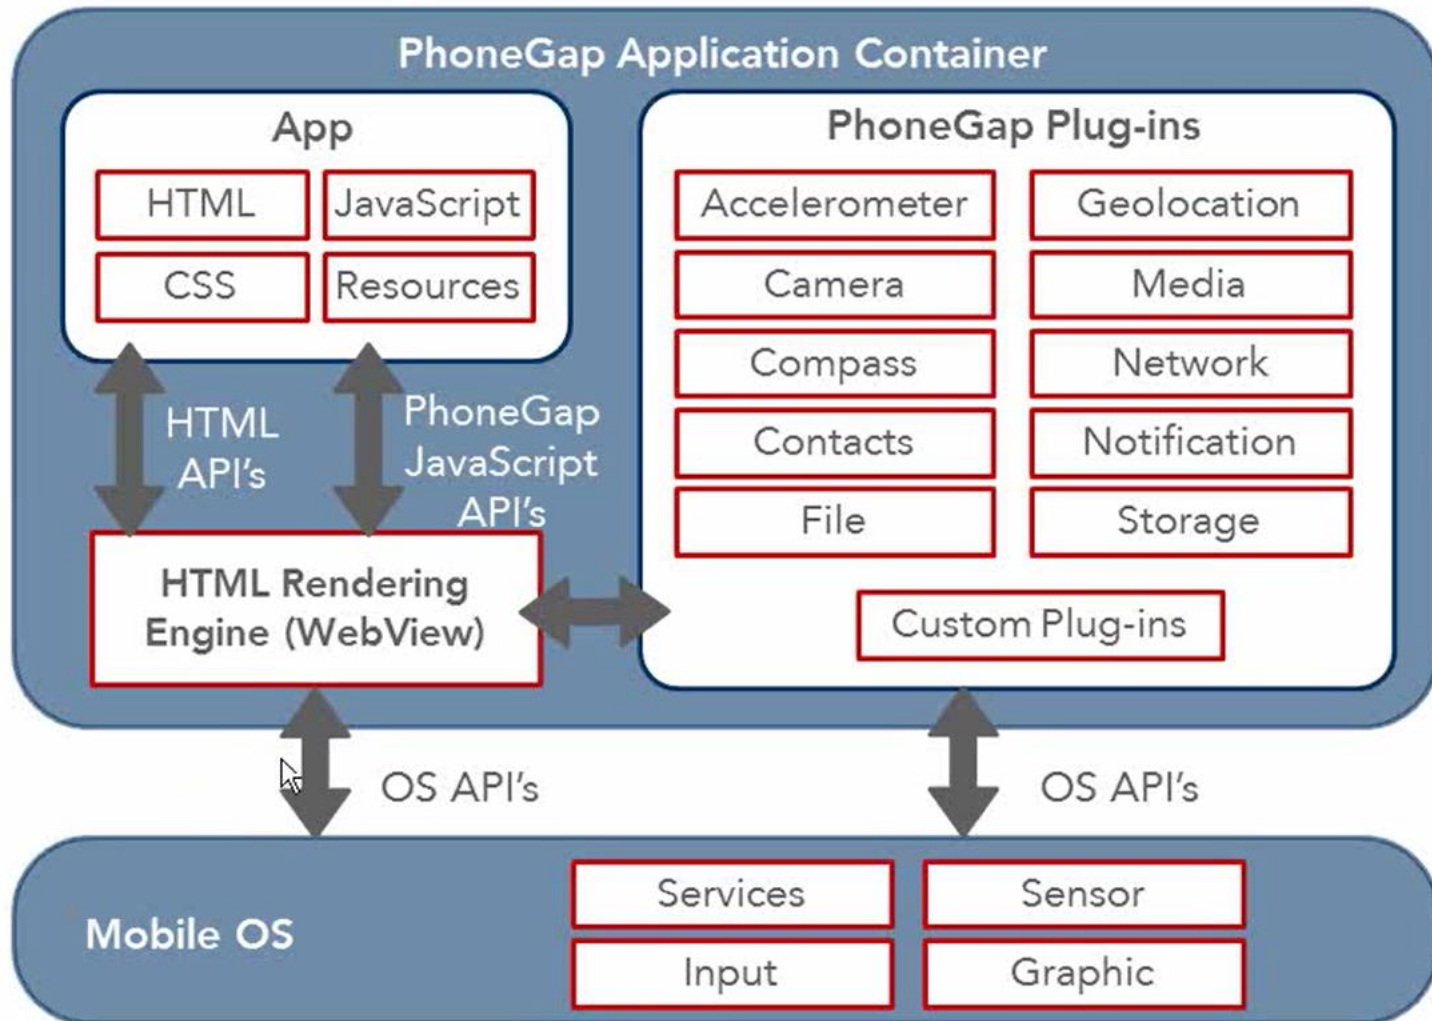 PhoneGap Application Container
App
HTML
JavaScript
CSS
Resources
HTML
API's
PhoneGap
JavaScript
API's
HTML Rendering
Engine (WebView)
PhoneGap Plug-ins
Accelerometer
Geolocation
Camera
Media
Compass
Network
Contacts
Notification
File
Storage
Custom Plug-ins
OS API's
OS API's
Mobile OS
Services
Sensor
Input
Graphic